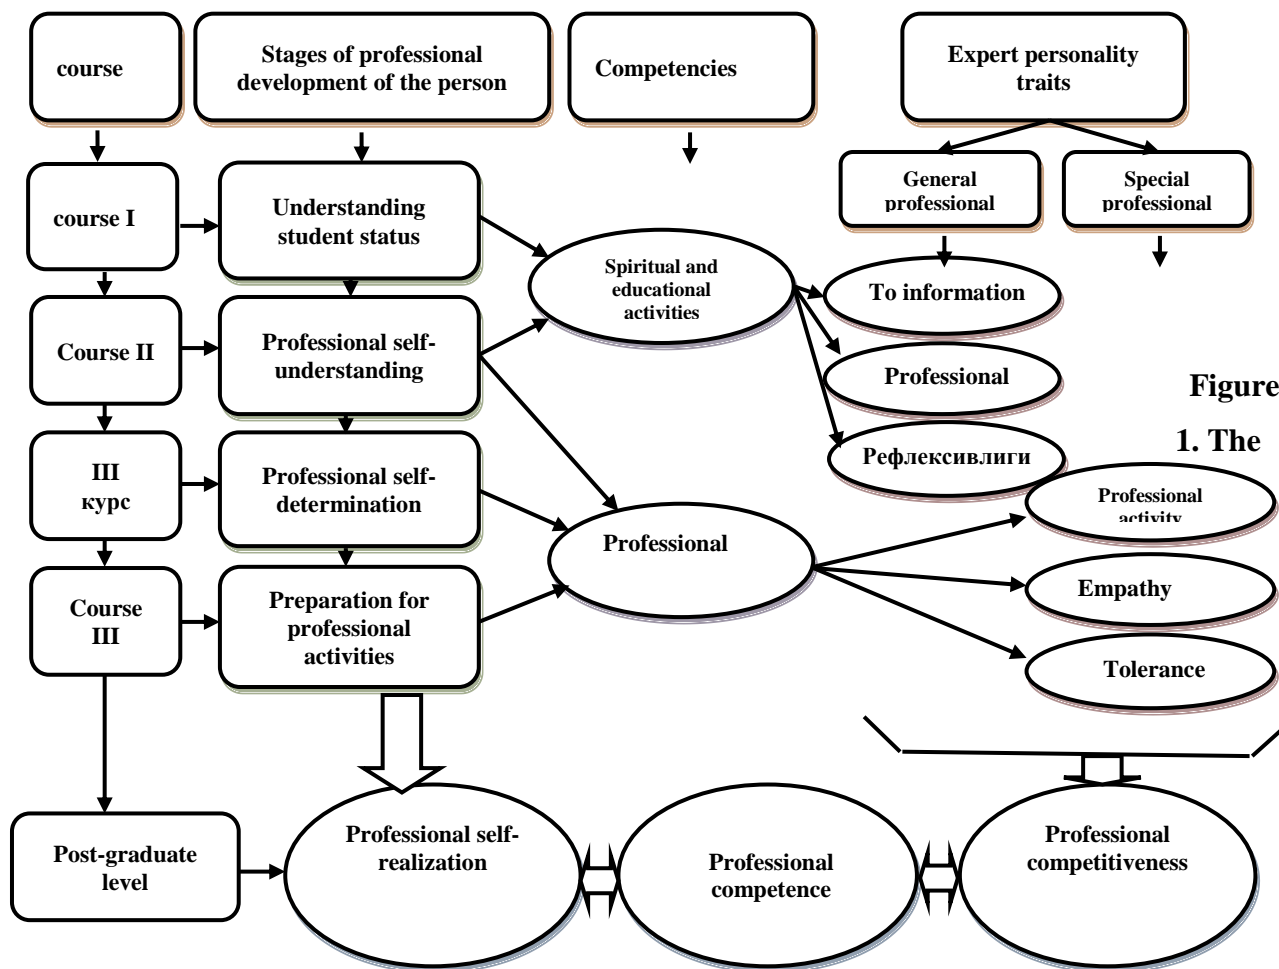 course
Stages of professional
development of the person
Competencies
Expert personality
traits
General
professional
Special
professional
course I
Understanding
student status
Spiritual and
educational
activities
To information
Course II
Professional self-
understanding
Professional
Figure
1. The
Рефлексивлиги
III
курс
Professional self-
determination
Professional
Professional
activity
Empathy
Course
III
Preparation for
professional
activities
Tolerance
Post-graduate
level
Professional self-
realization
Professional
competence
Professional
competitiveness